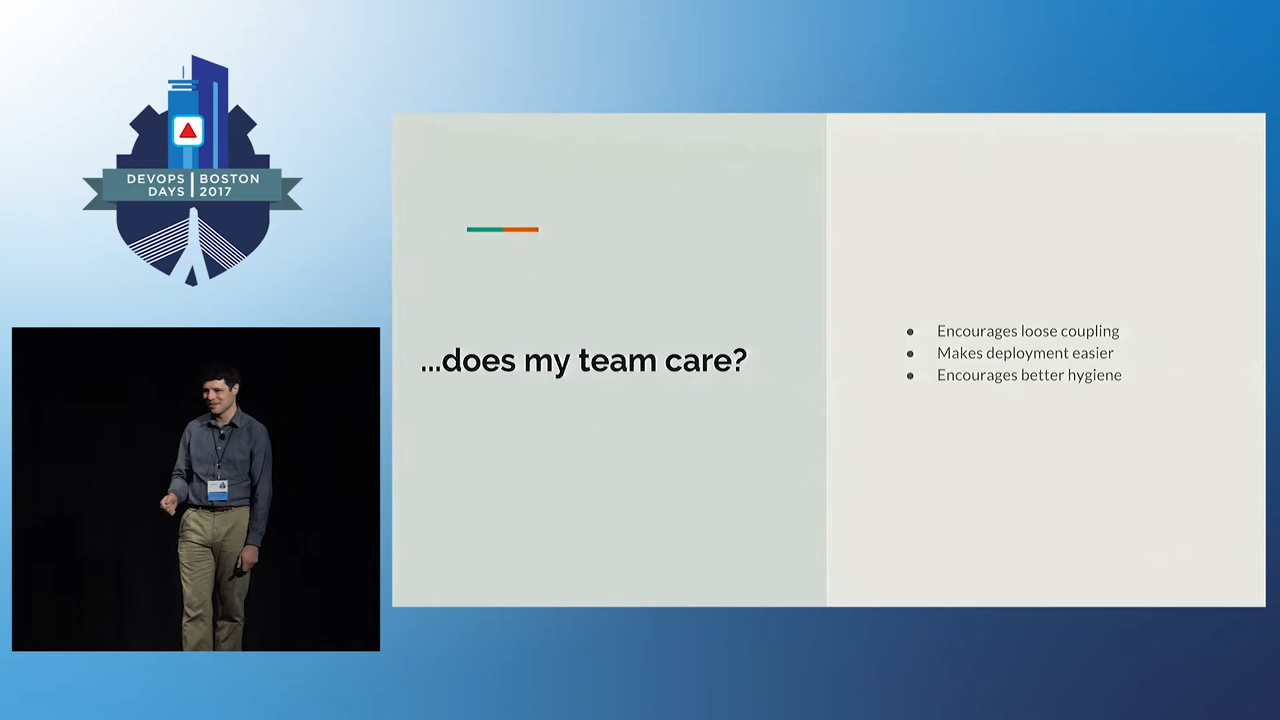 DEVOPS | BOSTON
DAYS | 2017
...does my team care?
● Encourages loose coupling
● Makes deployment easier
● Encourages better hygiene